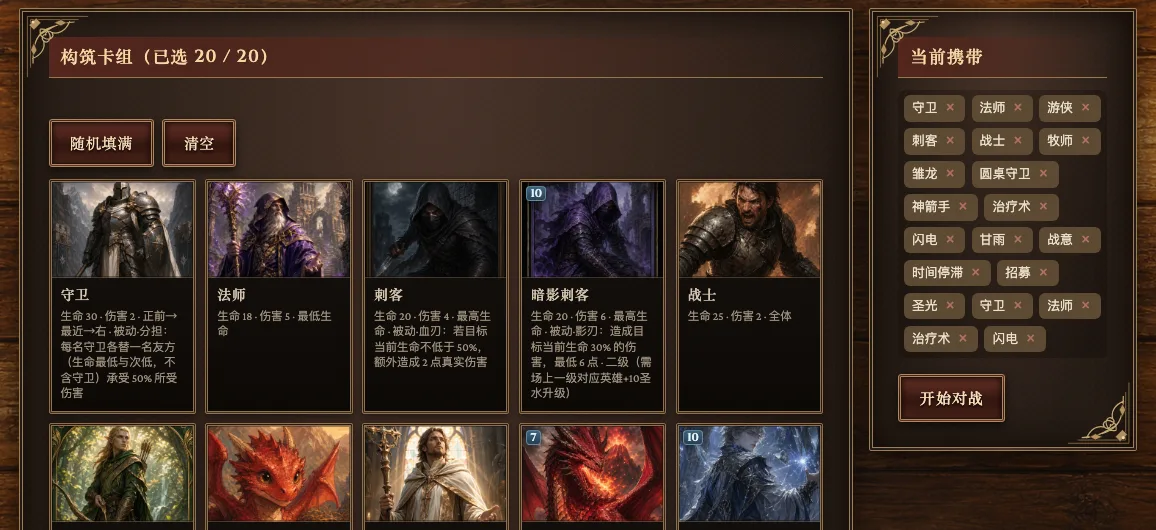 构筑卡组（已选 20 / 20）
随机填满
清空
守卫
生命 30 · 伤害 2 · 正前→
最近→右 · 被动·分担：
每名守卫各替一名友方
（生命最低与次低，不
含守卫）承受 50% 所受
伤害
法师
生命 18 · 伤害 5 · 最低生
命
刺客
生命 20 · 伤害 4 · 最高生
命 · 被动·血刃：若目标
当前生命不低于 50%，
额外造成 2 点真实伤害
10
暗影刺客
生命 20 · 伤害 6 · 最高生
命 · 被动·影刃：造成目
标当前生命 30% 的伤
害，最低 6 点 · 二级（需
场上一级对应英雄+10圣
水升级）
战士
生命 25 · 伤害 2 · 全体
7
10
当前携带
守卫 × 法师 × 游侠 ×
刺客 × 战士 × 牧师 ×
雏龙 × 圆桌守卫 ×
神箭手 × 治疗术 ×
闪电 × 甘雨 × 战意 ×
时间停滞 × 招募 ×
圣光 × 守卫 × 法师 ×
治疗术 × 闪电 ×
开始对战